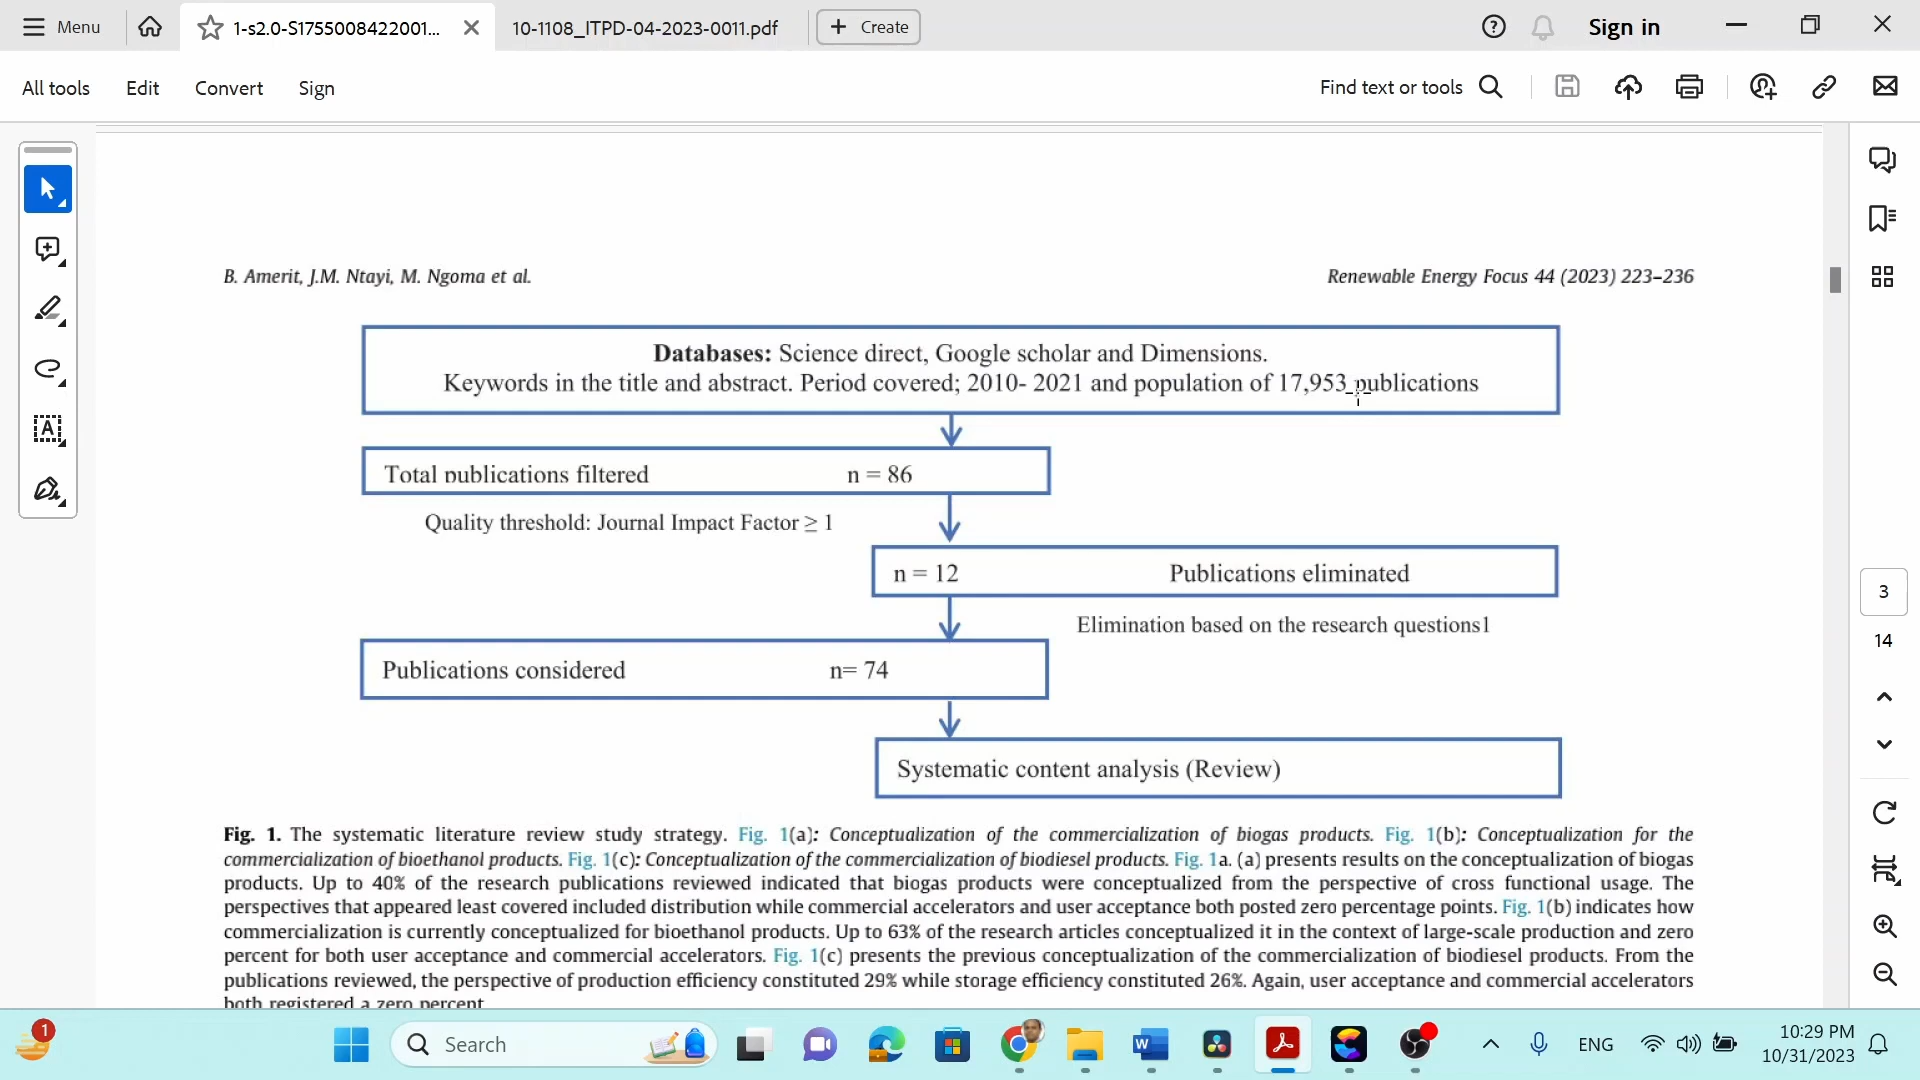 Menu
1-s2.0-S1755008422001...
10-1108_ITPD-04-2023-0011.pdf
Create
Sign in
All tools
Edit
Convert
Sign
Find text or tools
B. Amerit, J.M. Ntayi, M. Ngoma et al.
Renewable Energy Focus 44 (2023) 223–236
Databases: Science direct, Google scholar and Dimensions.
Keywords in the title and abstract. Period covered; 2010- 2021 and population of 17,953 publications
Total publications filtered n = 86
Quality threshold: Journal Impact Factor ≥ 1
n = 12 Publications eliminated
Elimination based on the research questions1
Publications considered n= 74
Systematic content analysis (Review)
Fig. 1. The systematic literature review study strategy. Fig. 1(a): Conceptualization of the commercialization of biogas products. Fig. 1(b): Conceptualization for the
commercialization of bioethanol products. Fig. 1(c): Conceptualization of the commercialization of biodiesel products. Fig. 1a. (a) presents results on the conceptualization of biogas
products. Up to 40% of the research publications reviewed indicated that biogas products were conceptualized from the perspective of cross functional usage. The
perspectives that appeared least covered included distribution while commercial accelerators and user acceptance both posted zero percentage points. Fig. 1(b) indicates how
commercialization is currently conceptualized for bioethanol products. Up to 63% of the research articles conceptualized it in the context of large-scale production and zero
percent for both user acceptance and commercial accelerators. Fig. 1(c) presents the previous conceptualization of the commercialization of biodiesel products. From the
publications reviewed, the perspective of production efficiency constituted 29% while storage efficiency constituted 26%. Again, user acceptance and commercial accelerators
both registered a zero percent.
3
14
1
Search
ENG
10:29 PM
10/31/2023